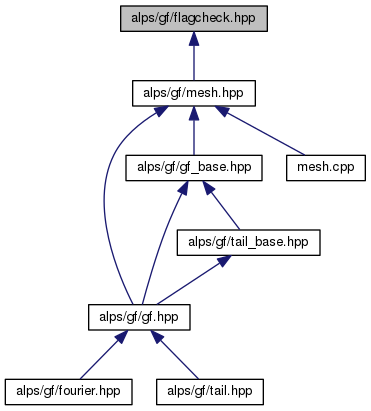 alps/gf/flagcheck.hpp
alps/gf/mesh.hpp
alps/gf/gf_base.hpp
mesh.cpp
alps/gf/tail_base.hpp
alps/gf/gf.hpp
alps/gf/fourier.hpp
alps/gf/tail.hpp